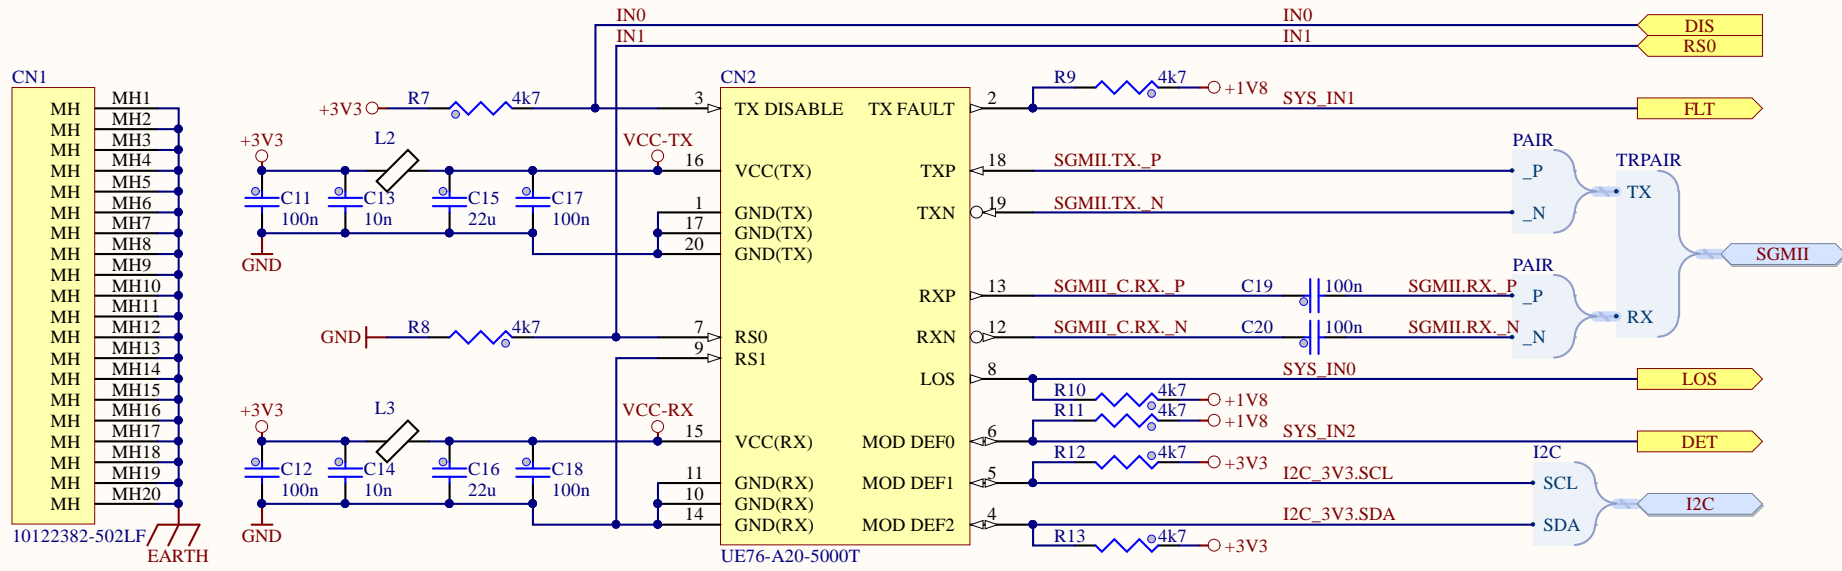 IN0 IN0 DIS
IN1 IN1 RS0
CN1
MH MH1
MH MH2
MH MH3
MH MH4
MH MH5
MH MH6
MH MH7
MH MH8
MH MH9
MH MH10
MH MH11
MH MH12
MH MH13
MH MH14
MH MH15
MH MH16
MH MH17
MH MH18
MH MH19
MH MH20
10122382-502LF
EARTH
+3V3 R7 4k7
+3V3 L2 VCC-TX
C11 100n
C13 10n
C15 22u
C17 100n
GND
GND R8 4k7
+3V3 L3 VCC-RX
C12 100n
C14 10n
C16 22u
C18 100n
GND
CN2
3 TX DISABLE
16 VCC(TX)
1 GND(TX)
17 GND(TX)
20 GND(TX)
7 RS0
9 RS1
15 VCC(RX)
11 GND(RX)
10 GND(RX)
14 GND(RX)
TX FAULT 2
TXP 18
TXN 19
RXP 13
RXN 12
LOS 8
MOD DEF0 6
MOD DEF1 5
MOD DEF2 4
UE76-A20-5000T
R9 4k7 +1V8
SYS_IN1 FLT
SGMII.TX._P
SGMII.TX._N
PAIR
_P
_N
TRPAIR
TX
RX
SGMII
SGMII_C.RX._P C19 100n SGMII.RX._P
SGMII_C.RX._N C20 100n SGMII.RX._N
PAIR
_P
_N
SYS_IN0 LOS
R10 4k7 +1V8
R11 4k7 +1V8
SYS_IN2 DET
R12 4k7 +3V3
I2C_3V3.SCL
I2C_3V3.SDA
R13 4k7 +3V3
I2C
SCL
SDA
I2C